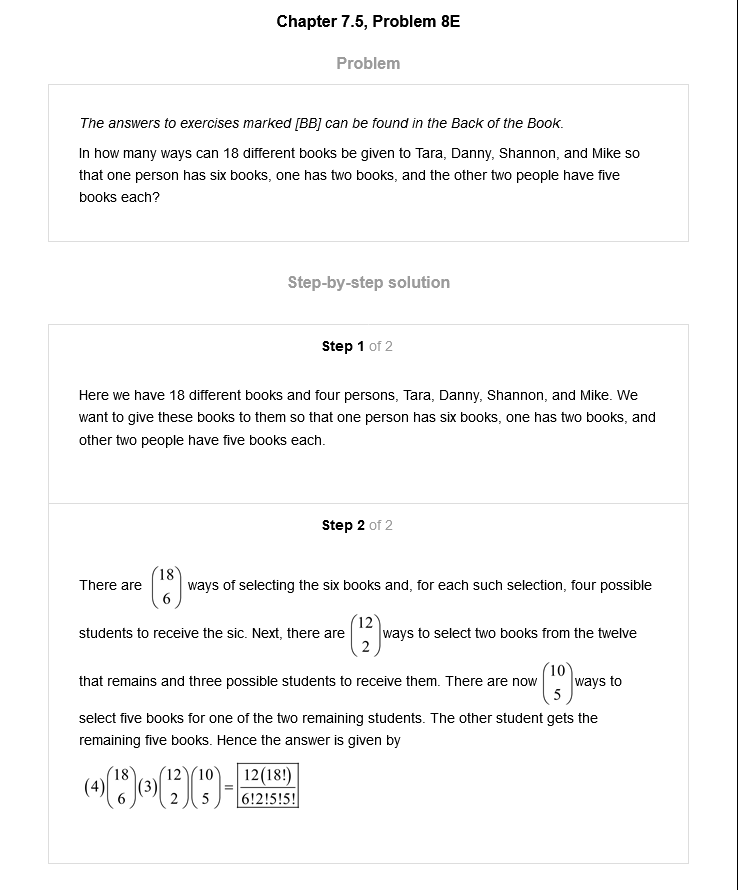 Chapter 7.5, Problem 8E
Problem
The answers to exercises marked [BB] can be found in the Back of the Book.
In how many ways can 18 different books be given to Tara, Danny, Shannon, and Mike so
that one person has six books, one has two books, and the other two people have five
books each?
Step-by-step solution
Step 1 of 2
Here we have 18 different books and four persons, Tara, Danny, Shannon, and Mike. We
want to give these books to them so that one person has six books, one has two books, and
other two people have five books each.
Step 2 of 2
There are (18 6) ways of selecting the six books and, for each such selection, four possible
students to receive the sic. Next, there are (12 2) ways to select two books from the twelve
that remains and three possible students to receive them. There are now (10 5) ways to
select five books for one of the two remaining students. The other student gets the
remaining five books. Hence the answer is given by
(4)(18 6)(3)(12 2)(10 5) = 12(18!) / 6!2!5!5!